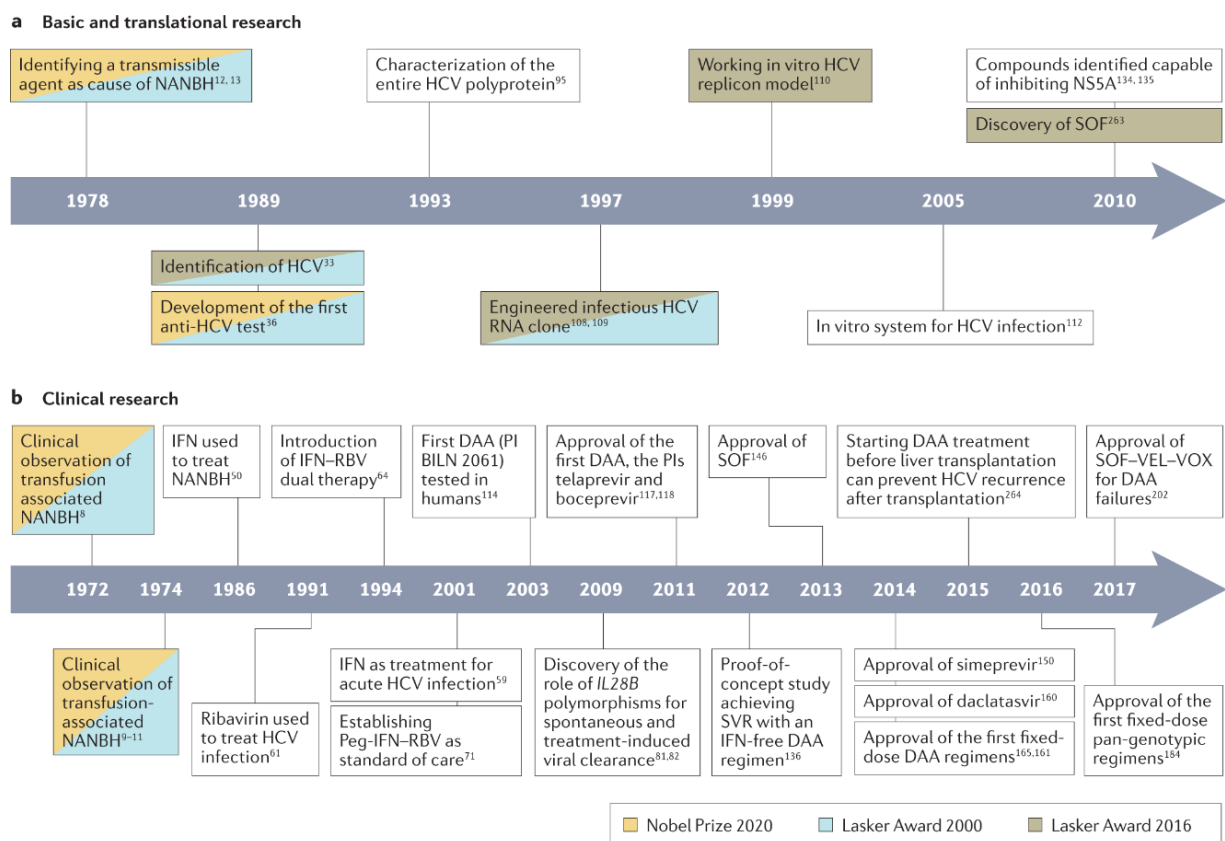 a Basic and translational research
Identifying a transmissible
agent as cause of NANBH12, 13
Characterization of the
entire HCV polyprotein95
Working in vitro HCV
replicon model110
Compounds identified capable
of inhibiting NS5A134, 135
Discovery of SOF263
1978 1989 1993 1997 1999 2005 2010
Identification of HCV33
Development of the first
anti-HCV test36
Engineered infectious HCV
RNA clone108, 109
In vitro system for HCV infection112
b Clinical research
Clinical
observation of
transfusion
associated
NANBH8
IFN used
to treat
NANBH50
Introduction
of IFN–RBV
dual therapy64
First DAA (PI
BILN 2061)
tested in
humans114
Approval of the
first DAA, the PIs
telaprevir and
boceprevir117,118
Approval of
SOF146
Starting DAA treatment
before liver transplantation
can prevent HCV recurrence
after transplantation264
Approval of
SOF–VEL–VOX
for DAA
failures202
1972 1974 1986 1991 1994 2001 2003 2009 2011 2012 2013 2014 2015 2016 2017
Clinical
observation of
transfusion-
associated
NANBH9–11
Ribavirin used
to treat HCV
infection61
IFN as treatment for
acute HCV infection59
Establishing
Peg-IFN–RBV as
standard of care71
Discovery of the
role of IL28B
polymorphisms for
spontaneous and
treatment-induced
viral clearance81,82
Proof-of-
concept study
achieving
SVR with an
IFN-free DAA
regimen136
Approval of simeprevir150
Approval of daclatasvir160
Approval of the first fixed-
dose DAA regimens165,161
Approval of the
first fixed-dose
pan-genotypic
regimens184
Nobel Prize 2020 Lasker Award 2000 Lasker Award 2016